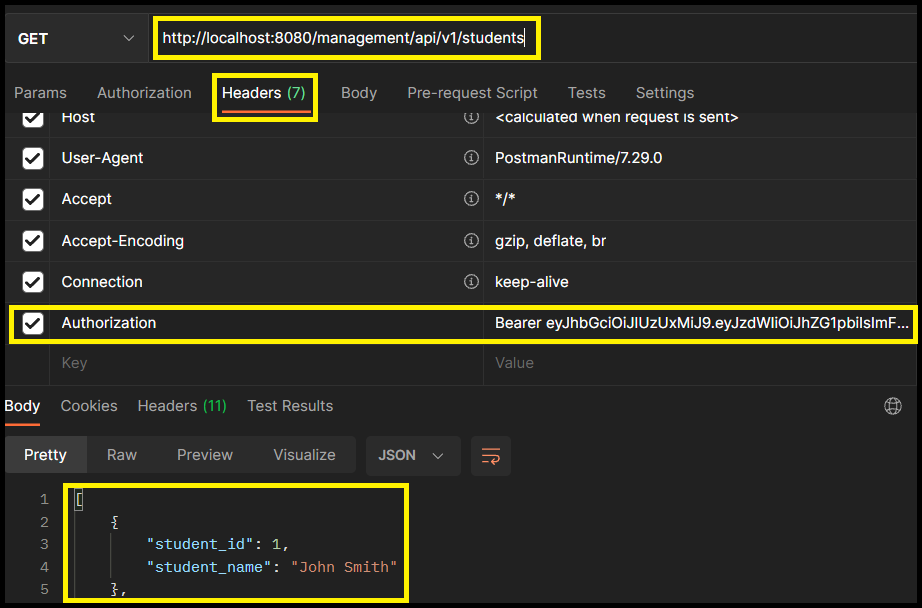 GET http://localhost:8080/management/api/v1/students
Params Authorization Headers (7) Body Pre-request Script Tests Settings
Host <calculated when request is sent>
User-Agent PostmanRuntime/7.29.0
Accept */*
Accept-Encoding gzip, deflate, br
Connection keep-alive
Authorization Bearer eyJhbGciOiJIUzUxMiJ9.eyJzdWIiOiJhZG1pbiIsImF...
Key Value
Body Cookies Headers (11) Test Results
Pretty Raw Preview Visualize JSON
1 [
2 {
3 "student_id": 1,
4 "student_name": "John Smith"
5 },